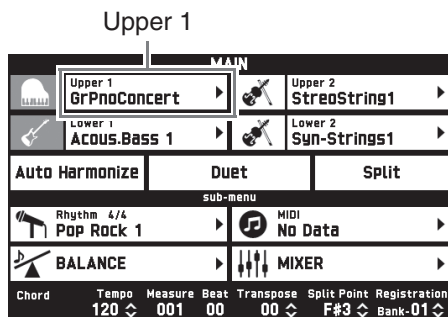 Upper 1
MAIN
Upper 1
GrPnoConcert
Upper 2
StreoString1
Lower 1
Acous.Bass 1
Lower 2
Syn-Strings1
Auto Harmonize
Duet
Split
sub-menu
Rhythm 4/4
Pop Rock 1
MIDI
No Data
BALANCE
MIXER
Chord Tempo Measure Beat Transpose Split Point Registration
120 001 00 00 F#3 Bank-01